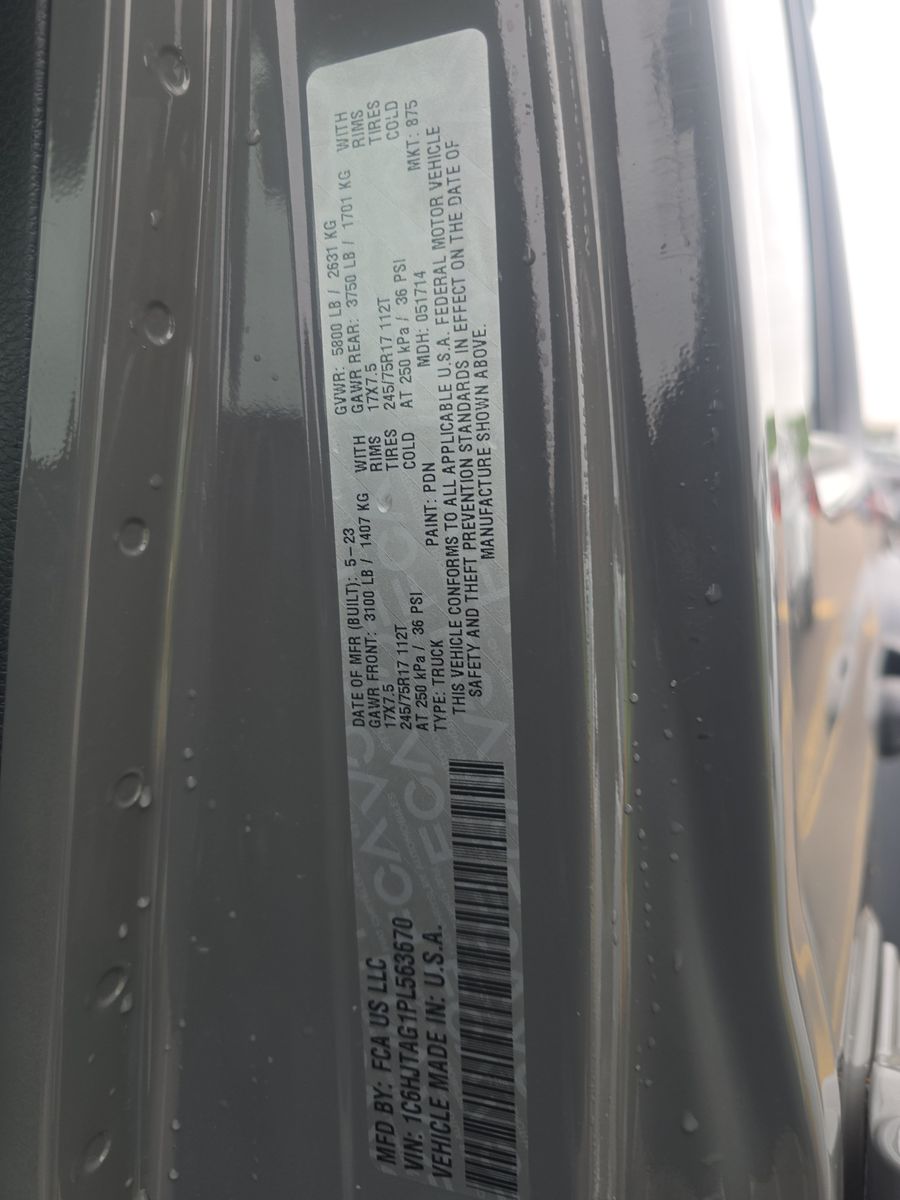 MFD BY: FCA US LLC
VIN: 1C6HJTAG1PL563670
VEHICLE MADE IN: U.S.A.
DATE OF MFR (BUILT): 5-23
GAWR FRONT: 3100 LB / 1407 KG WITH
17X7.5 RIMS
245/75R17 112T TIRES
AT 250 kPa / 36 PSI COLD
TYPE: TRUCK PAINT: PDN
GVWR: 5800 LB / 2631 KG
GAWR REAR: 3750 LB / 1701 KG WITH
17X7.5 RIMS
245/75R17 112T TIRES
AT 250 kPa / 36 PSI COLD
MDH: 051714 MKT: 875
THIS VEHICLE CONFORMS TO ALL APPLICABLE U.S.A. FEDERAL MOTOR VEHICLE
SAFETY AND THEFT PREVENTION STANDARDS IN EFFECT ON THE DATE OF
MANUFACTURE SHOWN ABOVE.